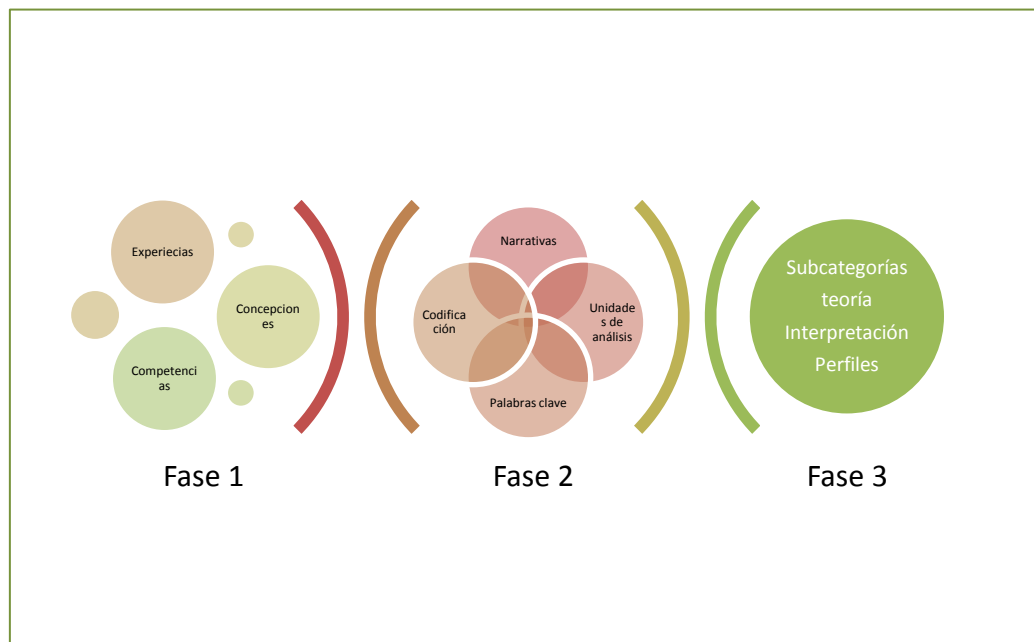 Experiecias
Concepcion
es
Competenci
as
Fase 1
Narrativas
Codifica
ción
Unidade
s de
análisis
Palabras clave
Fase 2
Subcategorías
teoría
Interpretación
Perfiles
Fase 3